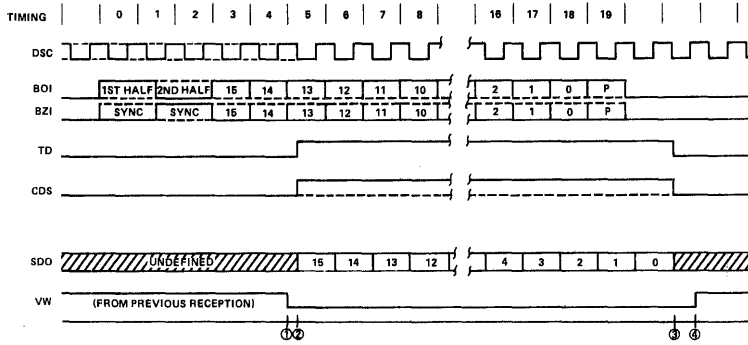 TIMING 0 1 2 3 4 5 6 7 8 16 17 18 19
DSC
BOI 1ST HALF 2ND HALF 15 14 13 12 11 10 2 1 0 P
BZI SYNC SYNC 15 14 13 12 11 10 2 1 0 P
TD
CDS
SDO UNDEFINED 15 14 13 12 4 3 2 1 0
VW (FROM PREVIOUS RECEPTION)
① ② ③ ④